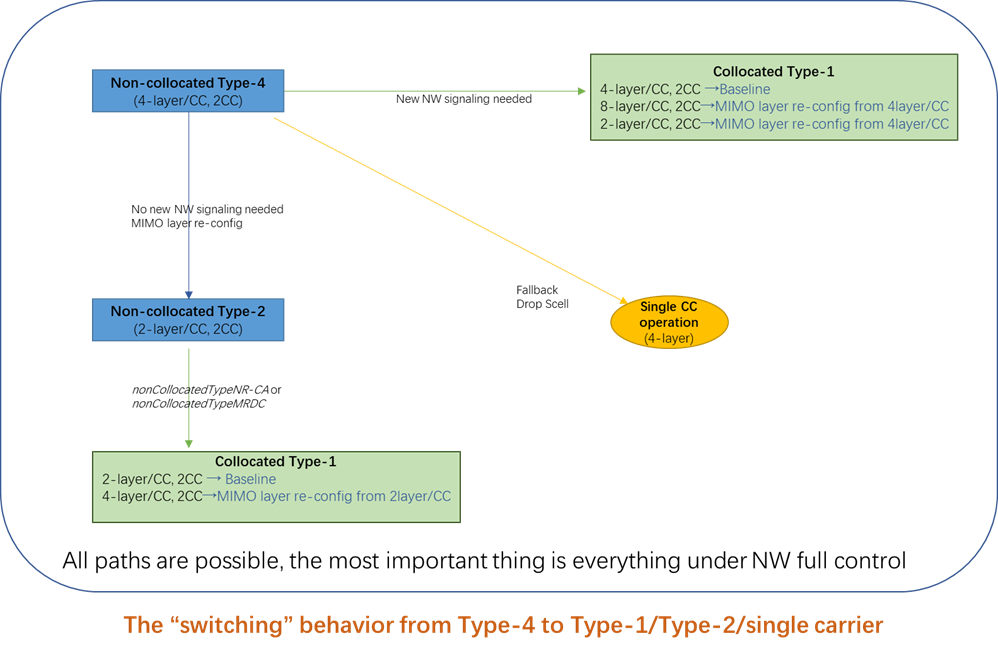 Non-collocated Type-4
(4-layer/CC, 2CC)
New NW signaling needed
Collocated Type-1
4-layer/CC, 2CC →Baseline
8-layer/CC, 2CC→MIMO layer re-config from 4layer/CC
2-layer/CC, 2CC→MIMO layer re-config from 4layer/CC
No new NW signaling needed
MIMO layer re-config
Fallback
Drop Scell
Single CC
operation
(4-layer)
Non-collocated Type-2
(2-layer/CC, 2CC)
nonCollocatedTypeNR-CA or
nonCollocatedTypeMRDC
Collocated Type-1
2-layer/CC, 2CC → Baseline
4-layer/CC, 2CC→MIMO layer re-config from 2layer/CC
All paths are possible, the most important thing is everything under NW full control
The “switching” behavior from Type-4 to Type-1/Type-2/single carrier